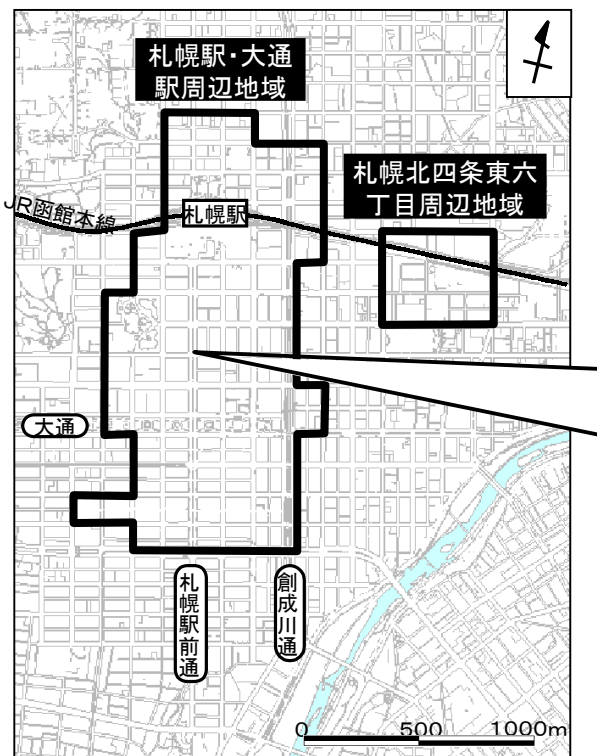 札幌駅・大通
駅周辺地域
札幌北四条東六
丁目周辺地域
JR函館本線
札幌駅
大通
札幌駅前通
創成川通
0 500 1000m